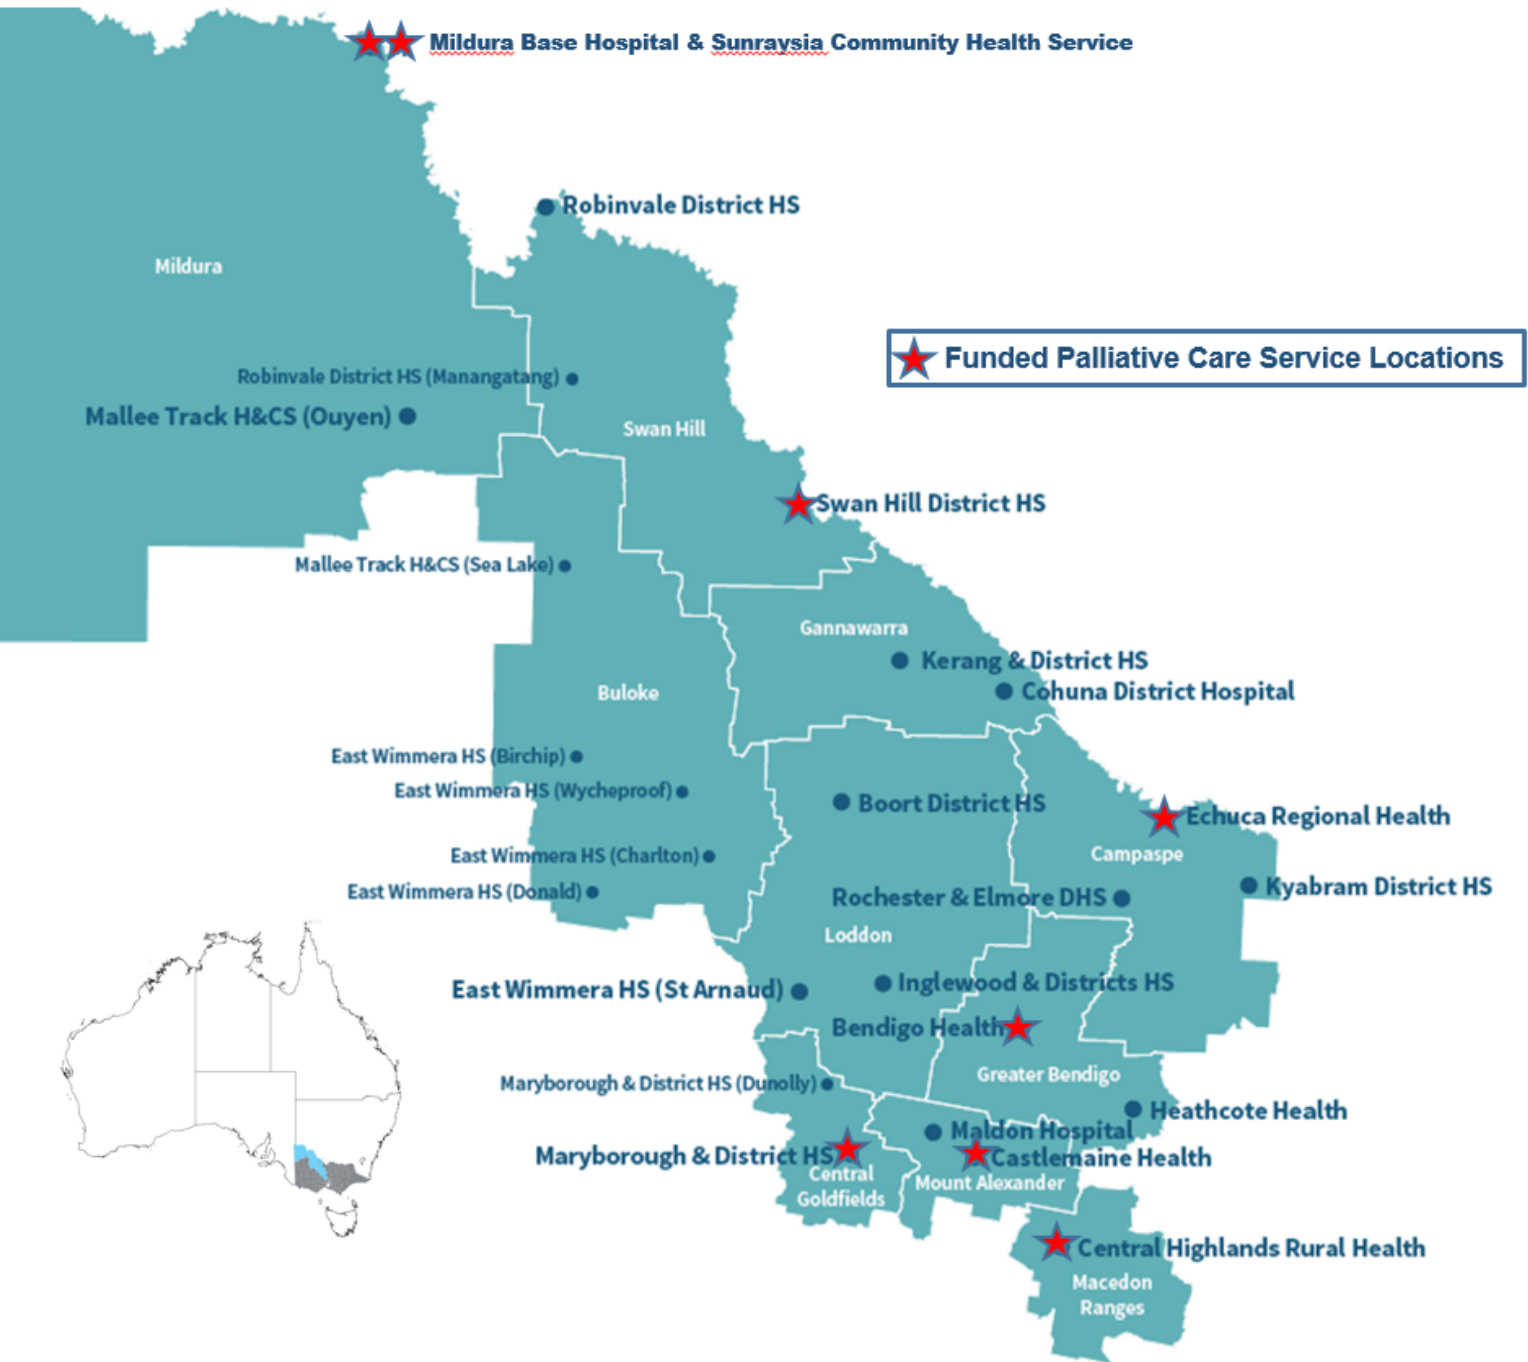 Mildura Base Hospital & Sunraysia Community Health Service
Robinvale District HS
Mildura
Funded Palliative Care Service Locations
Robinvale District HS (Manangatang)
Mallee Track H&CS (Ouyen)
Swan Hill
Swan Hill District HS
Mallee Track H&CS (Sea Lake)
Gannawarra
Kerang & District HS
Cohuna District Hospital
Buloke
East Wimmera HS (Birchip)
East Wimmera HS (Wycheproof)
Boort District HS
Echuca Regional Health
Campaspe
East Wimmera HS (Charlton)
East Wimmera HS (Donald)
Kyabram District HS
Rochester & Elmore DHS
Loddon
East Wimmera HS (St Arnaud)
Inglewood & Districts HS
Bendigo Health
Greater Bendigo
Maryborough & District HS (Dunolly)
Heathcote Health
Maldon Hospital
Maryborough & District HS
Castlemaine Health
Central
Goldfields
Mount Alexander
Central Highlands Rural Health
Macedon
Ranges